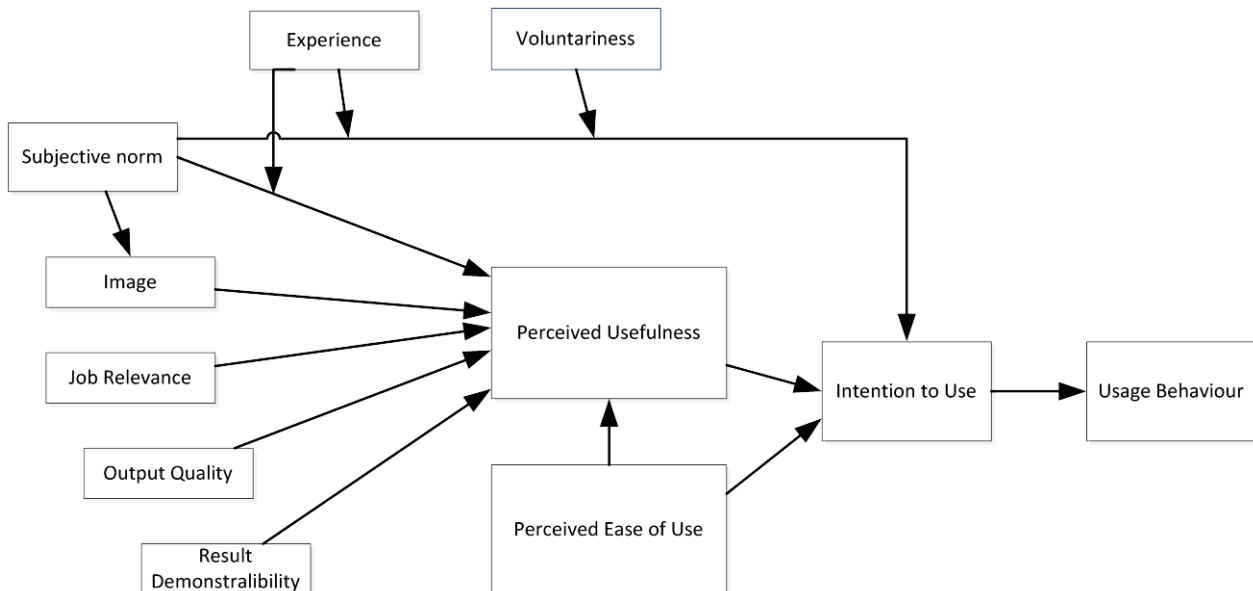 Experience
Voluntariness
Subjective norm
Image
Perceived Usefulness
Job Relevance
Intention to Use
Usage Behaviour
Output Quality
Perceived Ease of Use
Result
Demonstralibility